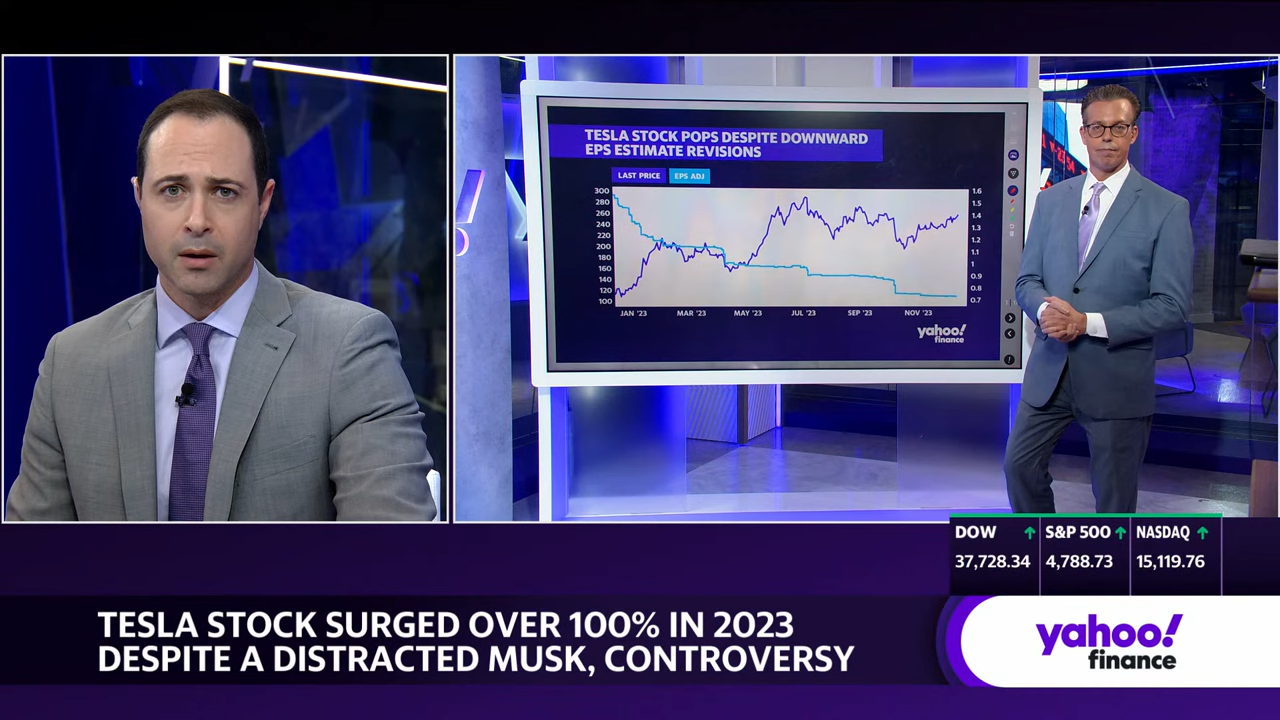 TESLA STOCK POPS DESPITE DOWNWARD
EPS ESTIMATE REVISIONS
LAST PRICE
EPS ADJ
300
280
260
240
220
200
180
160
140
120
100
1.6
1.5
1.4
1.3
1.2
1.1
1
0.9
0.8
0.7
JAN '23
MAR '23
MAY '23
JUL '23
SEP '23
NOV '23
yahoo!
finance
DOW
37,728.34
S&P 500
4,788.73
NASDAQ
15,119.76
TESLA STOCK SURGED OVER 100% IN 2023
DESPITE A DISTRACTED MUSK, CONTROVERSY
yahoo!
finance